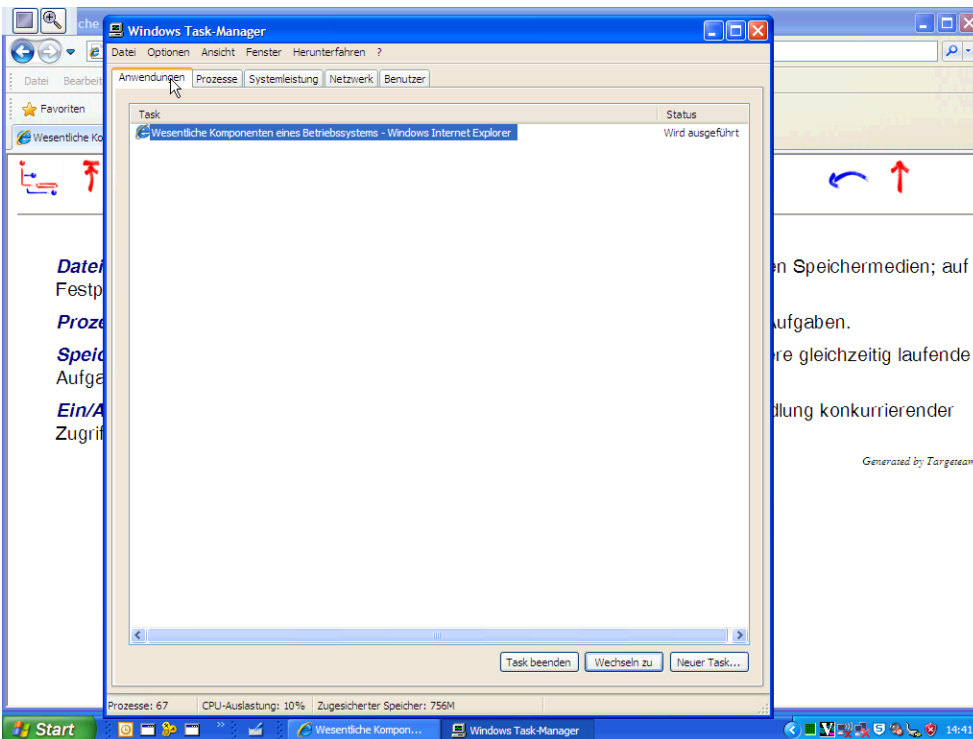 che
Windows Task-Manager
Datei Optionen Ansicht Fenster Herunterfahren ?
Datei Bearbeit
Anwendungen Prozesse Systemleistung Netzwerk Benutzer
Favoriten
Task Status
Wesentliche Ko
Wesentliche Komponenten eines Betriebssystems - Windows Internet Explorer Wird ausgeführt
Datei
en Speichermedien; auf
Festp
Proze
Aufgaben.
Speic
re gleichzeitig laufende
Aufga
Ein/A
dlung konkurrierender
Zugrif
Generated by Targeteam
Task beenden Wechseln zu Neuer Task...
Prozesse: 67 CPU-Auslastung: 10% Zugesicherter Speicher: 756M
Start Wesentliche Kompon... Windows Task-Manager 14:41